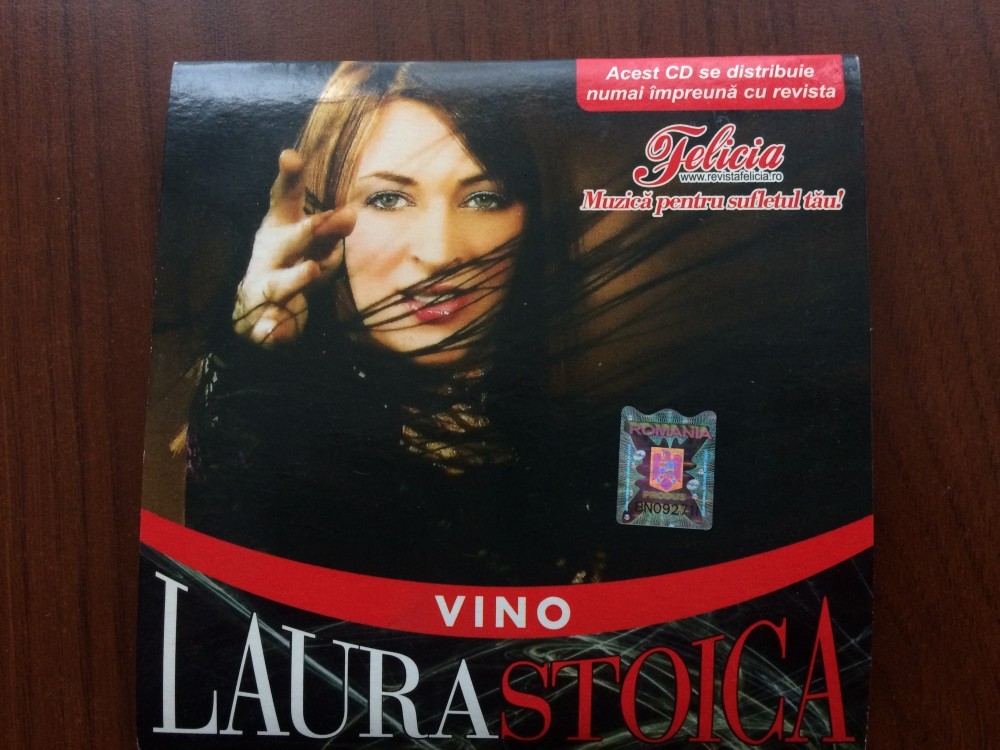 Acest CD se distribuie
numai împreună cu revista
Felicia
www.revistafelicia.ro
Muzică pentru sufletul tău!
ROMANIA
PRODUS
VINO
LAURA STOICA